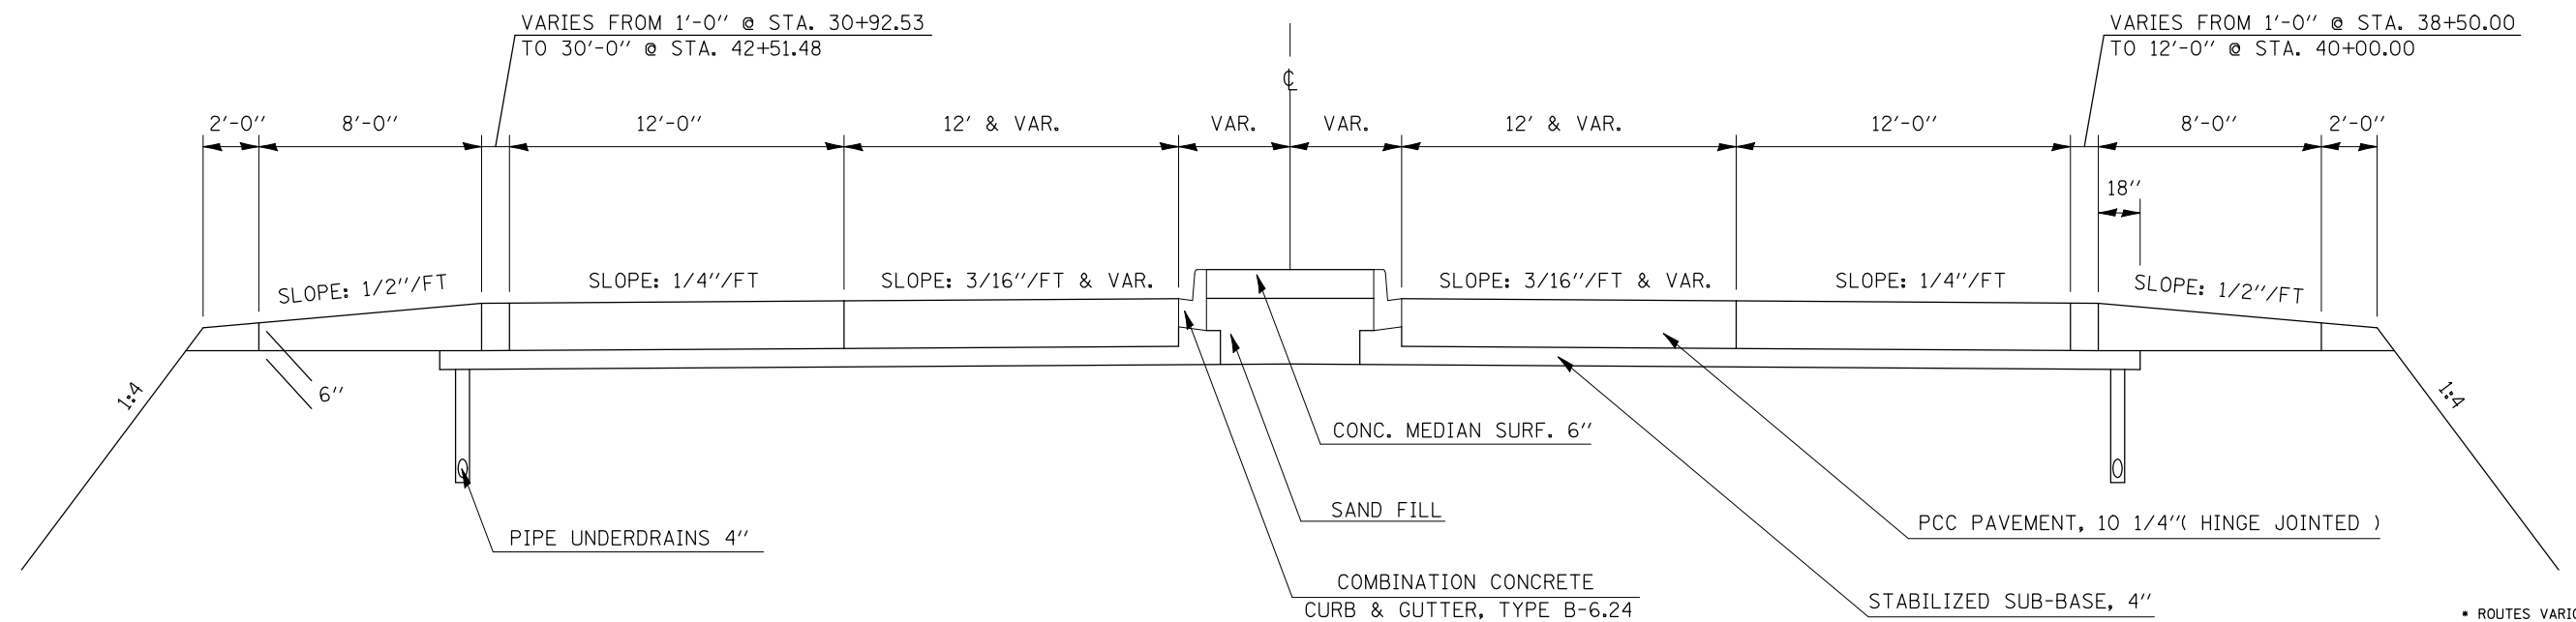 VARIES FROM 1'-0" @ STA. 30+92.53
TO 30'-0" @ STA. 42+51.48
VARIES FROM 1'-0" @ STA. 38+50.00
TO 12'-0" @ STA. 40+00.00
℄
2'-0"
8'-0"
12'-0"
12' & VAR.
VAR.
VAR.
12' & VAR.
12'-0"
8'-0"
2'-0"
18"
SLOPE: 1/2"/FT
SLOPE: 1/4"/FT
SLOPE: 3/16"/FT & VAR.
SLOPE: 3/16"/FT & VAR.
SLOPE: 1/4"/FT
SLOPE: 1/2"/FT
1:4
6"
1:4
CONC. MEDIAN SURF. 6"
SAND FILL
PIPE UNDERDRAINS 4"
PCC PAVEMENT, 10 1/4"( HINGE JOINTED )
COMBINATION CONCRETE
CURB & GUTTER, TYPE B-6.24
STABILIZED SUB-BASE, 4"
* ROUTES